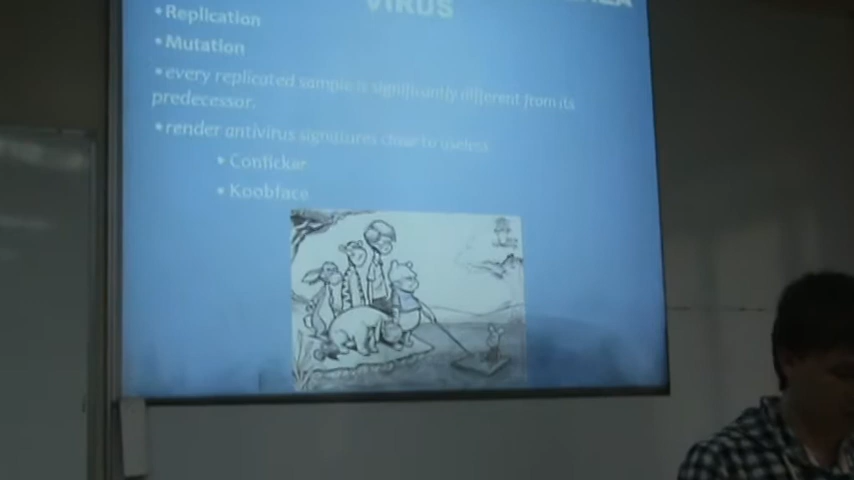 VIRUS
• Replication
• Mutation
• every replicated sample is significantly different from its
predecessor.
• render antivirus signatures close to useless
• Conficker
• Koobface